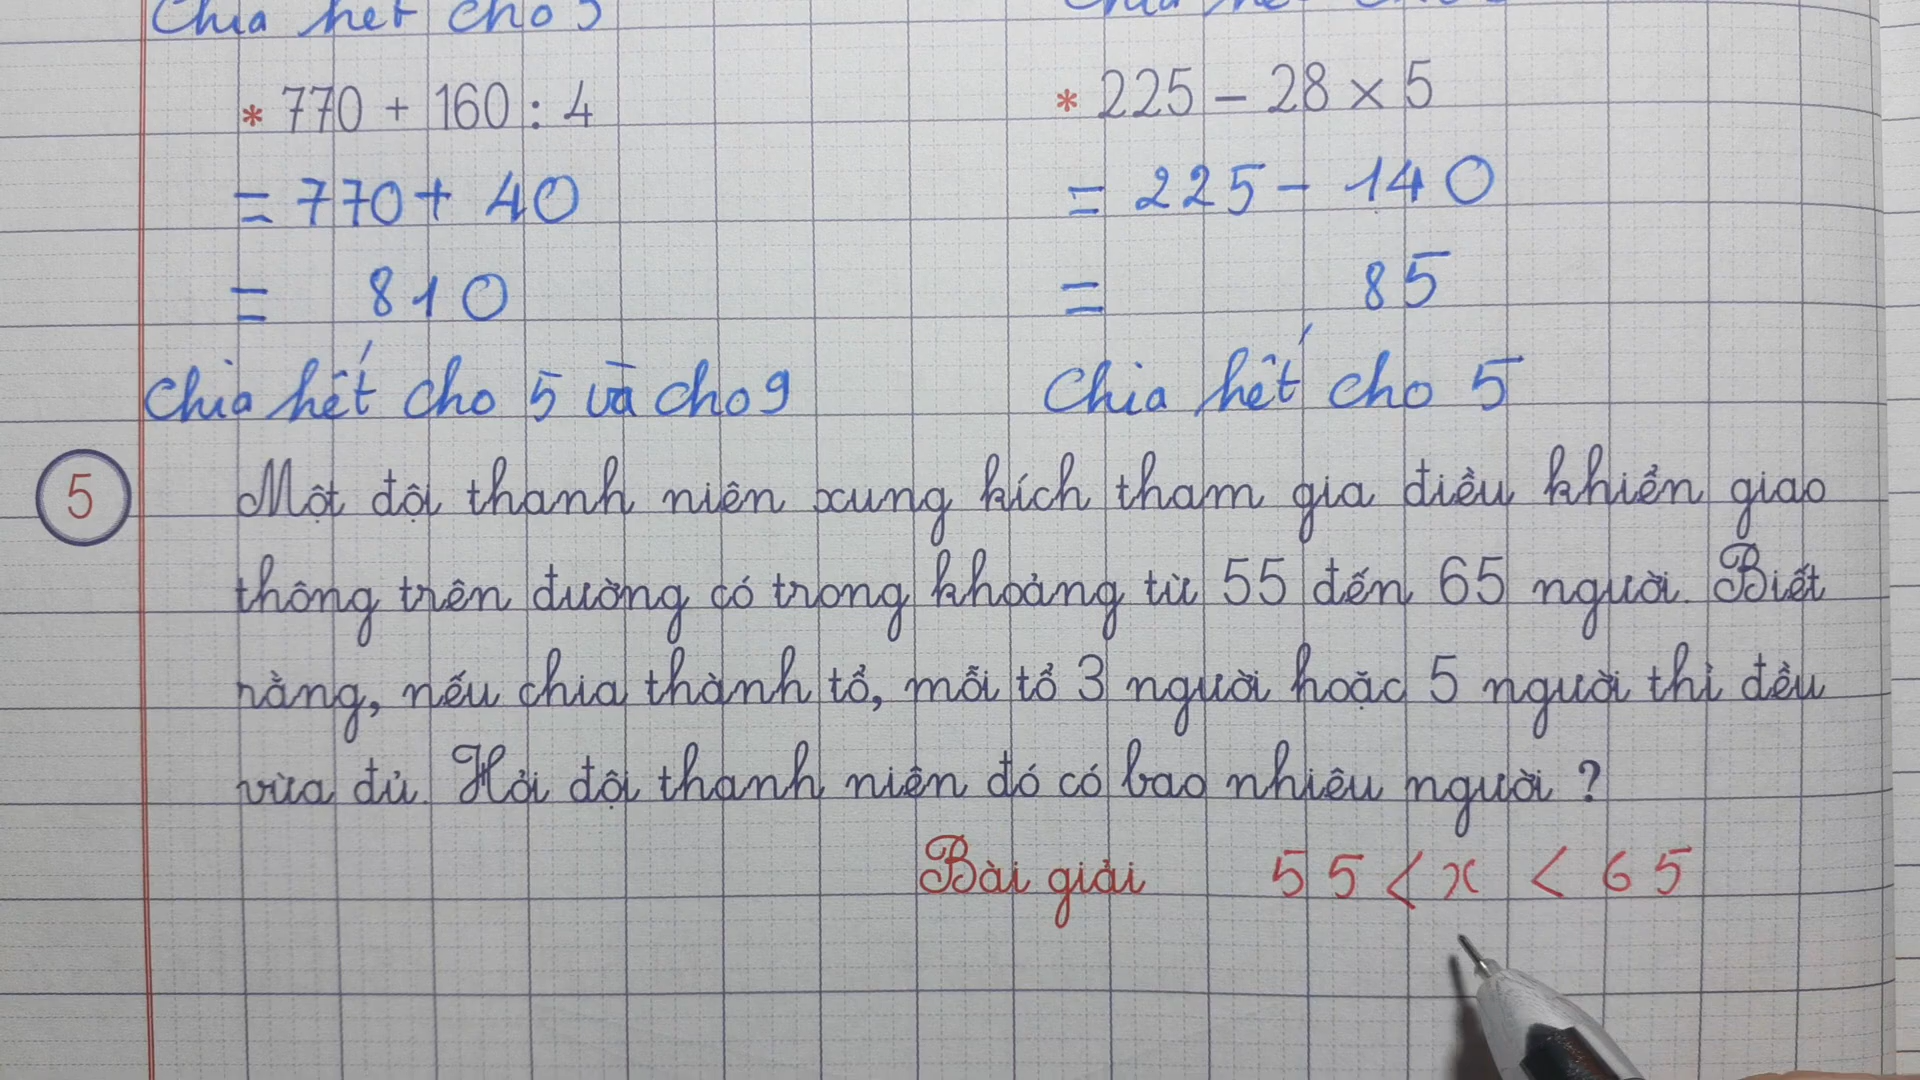 Chia hết cho 5
* 770 + 160 : 4
= 770 + 40
= 810
Chia hết cho 5 và cho 9
* 225 - 28 × 5
= 225 - 140
= 85
Chia hết cho 5
5
Một đội thanh niên xung kích tham gia điều khiển giao
thông trên đường có trong khoảng từ 55 đến 65 người. Biết
rằng, nếu chia thành tổ, mỗi tổ 3 người hoặc 5 người thì đều
vừa đủ. Hỏi đội thanh niên đó có bao nhiêu người ?
Bài giải 55 < x < 65